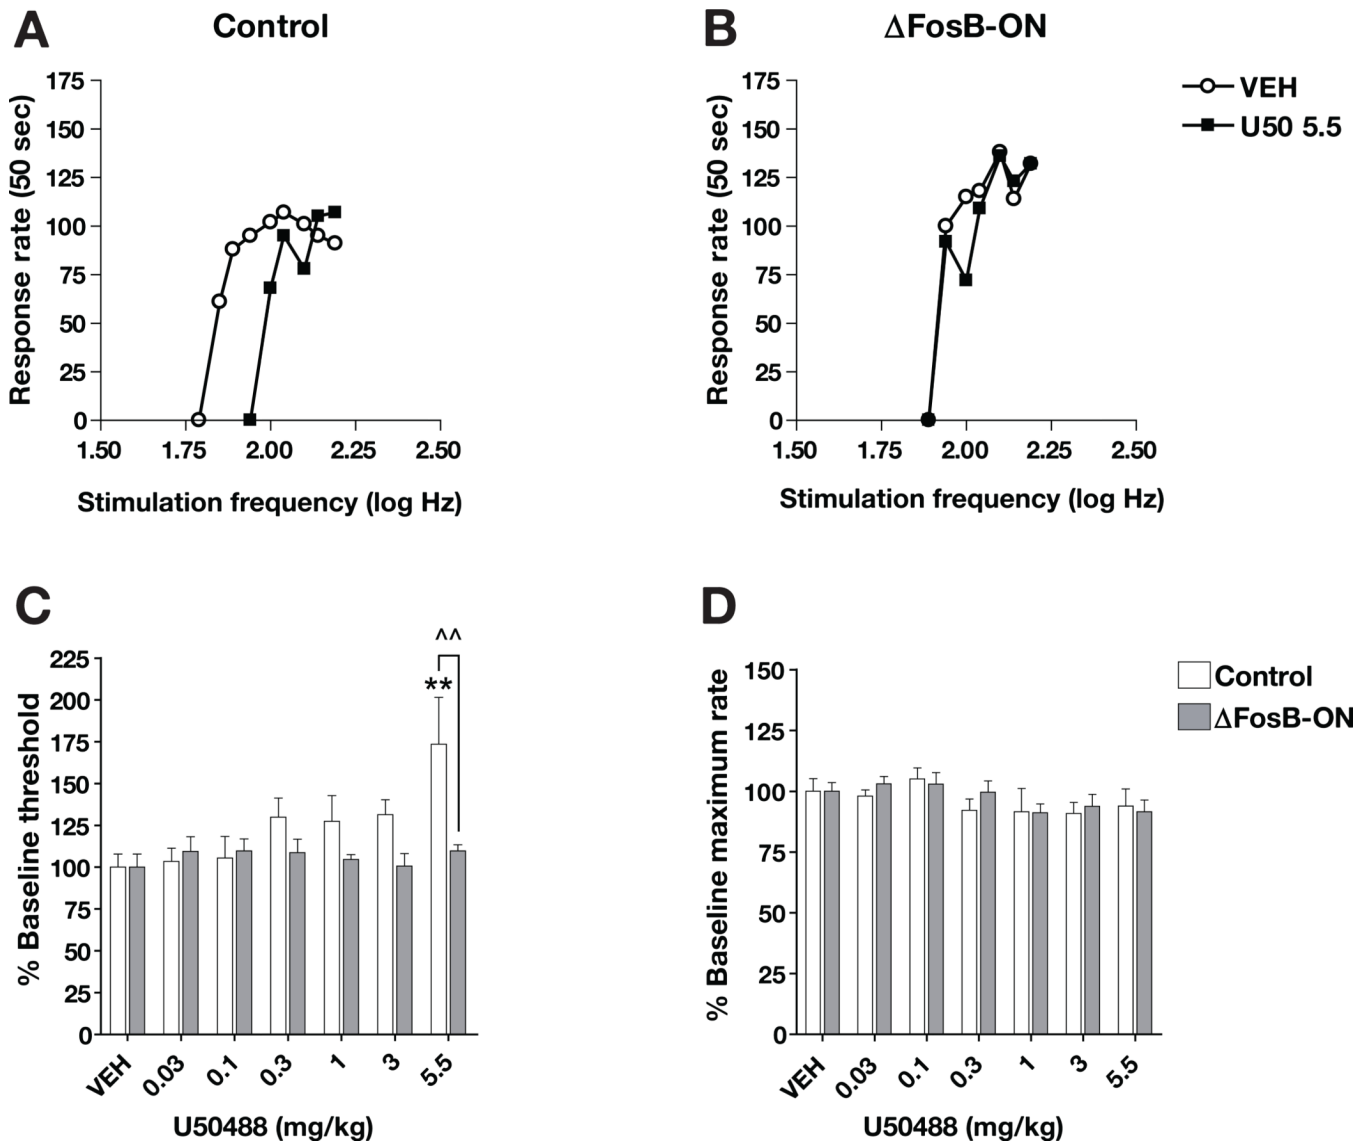 A
Control
Response rate (50 sec)
175
150
125
100
75
50
25
0
1.50
1.75
2.00
2.25
2.50
Stimulation frequency (log Hz)
B
ΔFosB-ON
Response rate (50 sec)
175
150
125
100
75
50
25
0
1.50
1.75
2.00
2.25
2.50
Stimulation frequency (log Hz)
VEH
U50 5.5
C
% Baseline threshold
225
200
175
150
125
100
75
50
25
0
^^
**
VEH
0.03
0.1
0.3
1
3
5.5
U50488 (mg/kg)
D
% Baseline maximum rate
150
125
100
75
50
25
0
VEH
0.03
0.1
0.3
1
3
5.5
U50488 (mg/kg)
Control
ΔFosB-ON